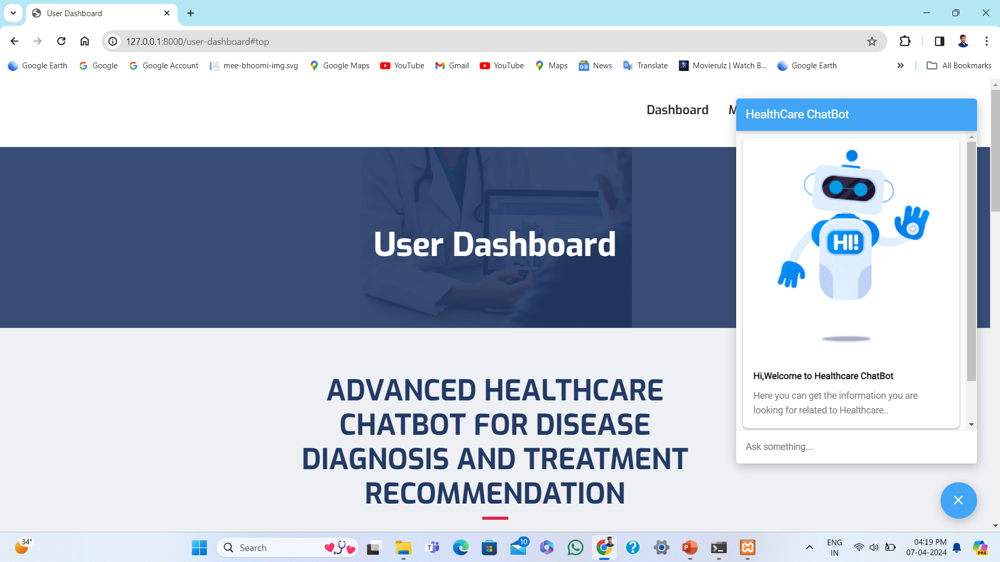 User Dashboard
127.0.0.1:8000/user-dashboard#top
Google Earth Google Google Account mee-bhoomi-img.svg Google Maps YouTube Gmail YouTube Maps News Translate Movierulz | Watch B... Google Earth All Bookmarks
Dashboard M
HealthCare ChatBot
HI!
User Dashboard
Hi,Welcome to Healthcare ChatBot
Here you can get the information you are
looking for related to Healthcare..
Ask something...
ADVANCED HEALTHCARE
CHATBOT FOR DISEASE
DIAGNOSIS AND TREATMENT
RECOMMENDATION
34°
Search
10
ENG
IN
04:19 PM
07-04-2024
PRE